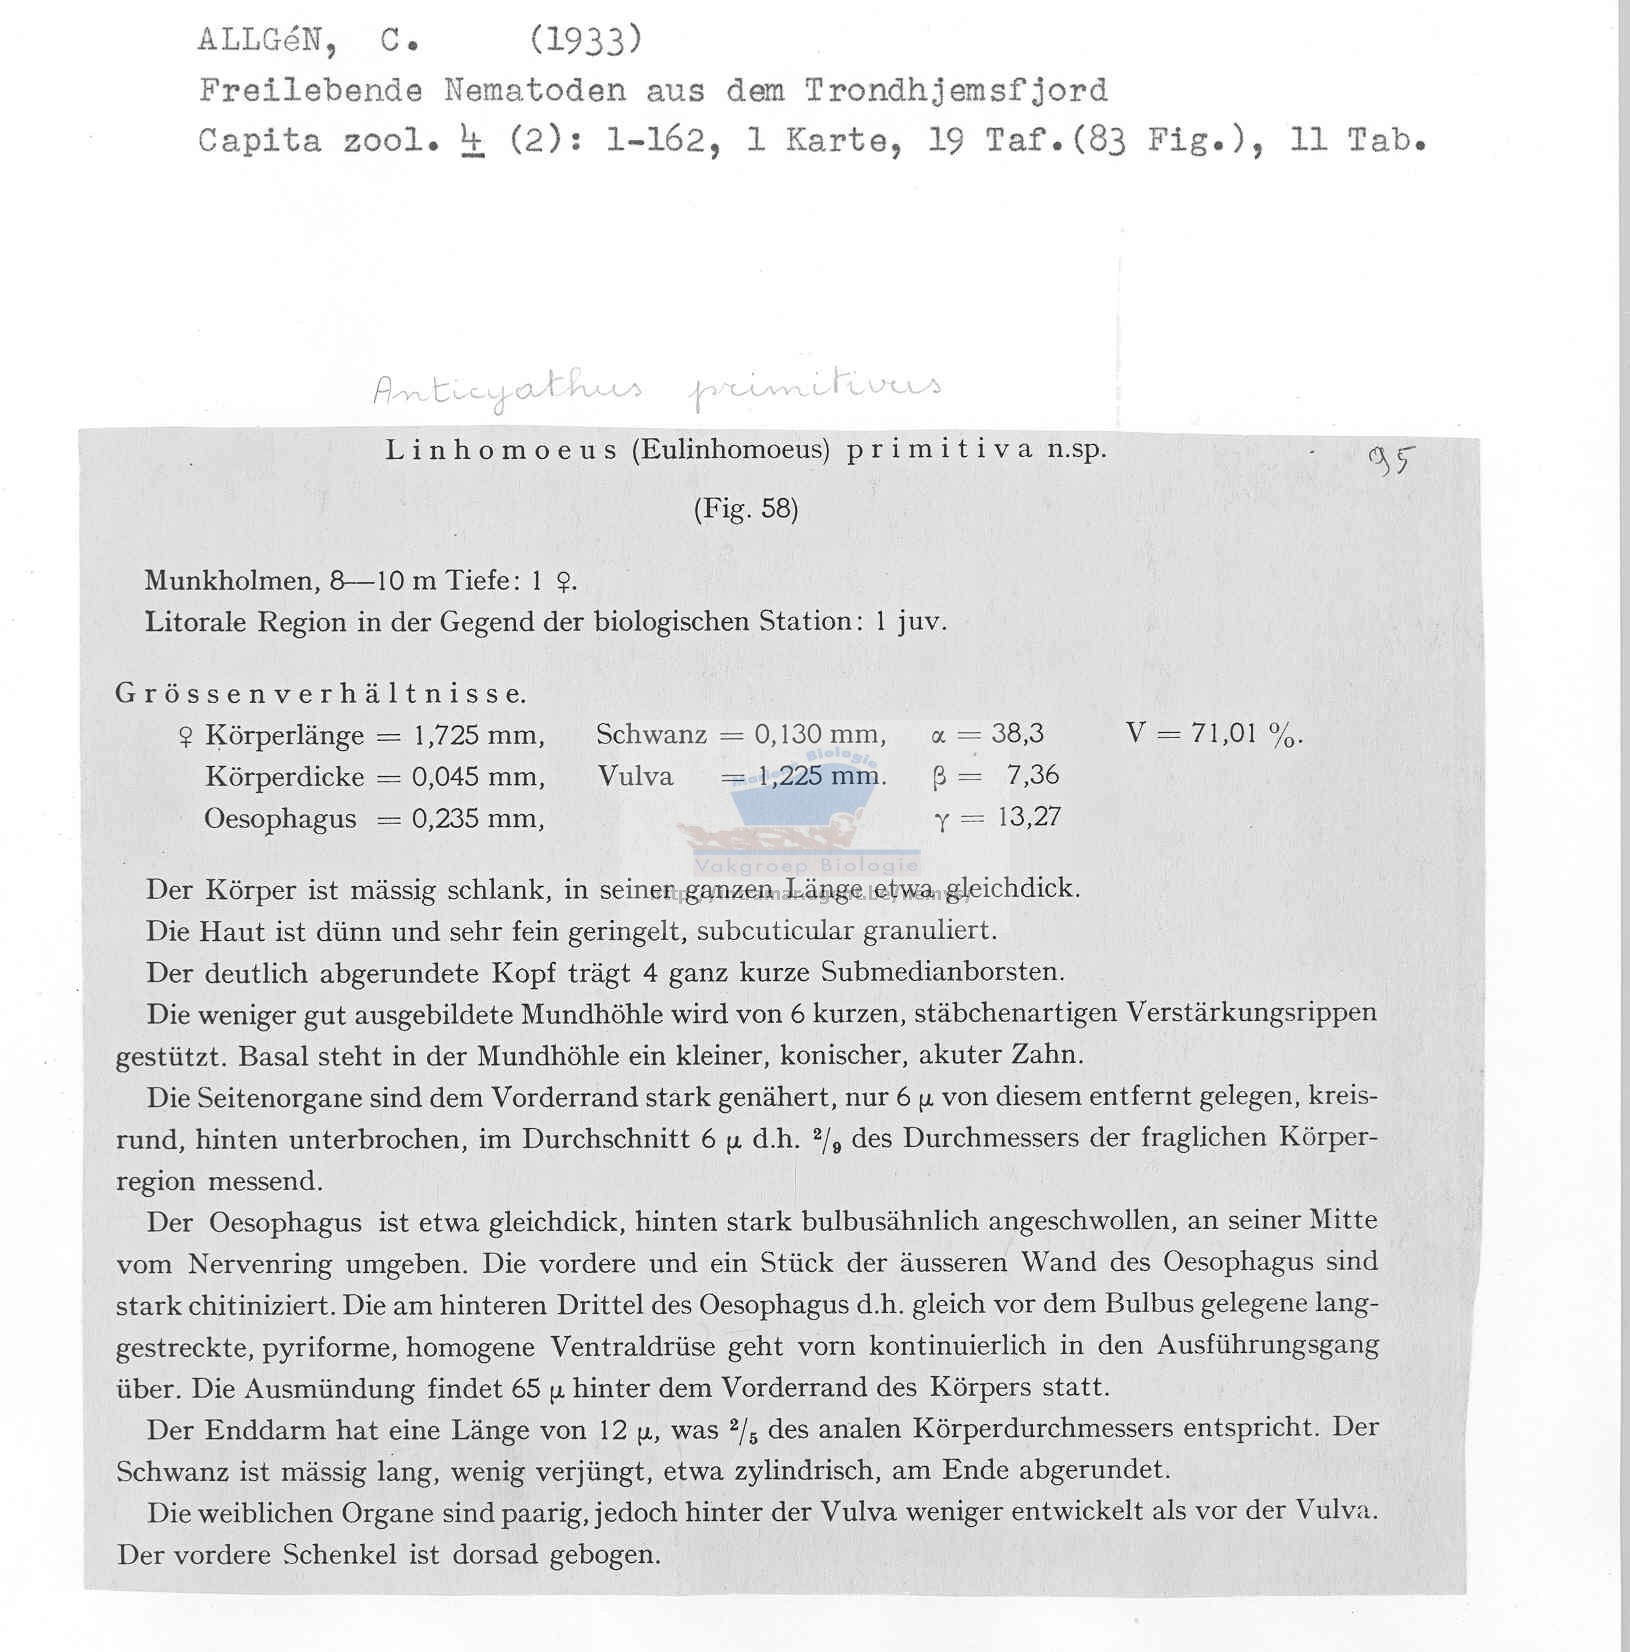 ALLGéN, C. (1933)
Freilebende Nematoden aus dem Trondhjemsfjord
Capita zool. 4 (2): 1-162, 1 Karte, 19 Taf.(83 Fig.), 11 Tab.
Anticyathus primitivus
Linhomoeus (Eulinhomoeus) primitiva n.sp.
95
(Fig. 58)
Munkholmen, 8—10 m Tiefe: 1 ♀.
Litorale Region in der Gegend der biologischen Station: 1 juv.
Grössenverhältnisse.
♀ Körperlänge = 1,725 mm, Schwanz = 0,130 mm, α = 38,3 V = 71,01 %.
Körperdicke = 0,045 mm, Vulva = 1,225 mm. β = 7,36
Oesophagus = 0,235 mm, γ = 13,27
Biologie
Vakgroep Biologie
Der Körper ist mässig schlank, in seiner ganzen Länge etwa gleichdick.
Die Haut ist dünn und sehr fein geringelt, subcuticular granuliert.
Der deutlich abgerundete Kopf trägt 4 ganz kurze Submedianborsten.
Die weniger gut ausgebildete Mundhöhle wird von 6 kurzen, stäbchenartigen Verstärkungsrippen
gestützt. Basal steht in der Mundhöhle ein kleiner, konischer, akuter Zahn.
Die Seitenorgane sind dem Vorderrand stark genähert, nur 6 μ von diesem entfernt gelegen, kreis-
rund, hinten unterbrochen, im Durchschnitt 6 μ d.h. ²/₉ des Durchmessers der fraglichen Körper-
region messend.
Der Oesophagus ist etwa gleichdick, hinten stark bulbusähnlich angeschwollen, an seiner Mitte
vom Nervenring umgeben. Die vordere und ein Stück der äusseren Wand des Oesophagus sind
stark chitiniziert. Die am hinteren Drittel des Oesophagus d.h. gleich vor dem Bulbus gelegene lang-
gestreckte, pyriforme, homogene Ventraldrüse geht vorn kontinuierlich in den Ausführungsgang
über. Die Ausmündung findet 65 μ hinter dem Vorderrand des Körpers statt.
Der Enddarm hat eine Länge von 12 μ, was ²/₅ des analen Körperdurchmessers entspricht. Der
Schwanz ist mässig lang, wenig verjüngt, etwa zylindrisch, am Ende abgerundet.
Die weiblichen Organe sind paarig, jedoch hinter der Vulva weniger entwickelt als vor der Vulva.
Der vordere Schenkel ist dorsad gebogen.